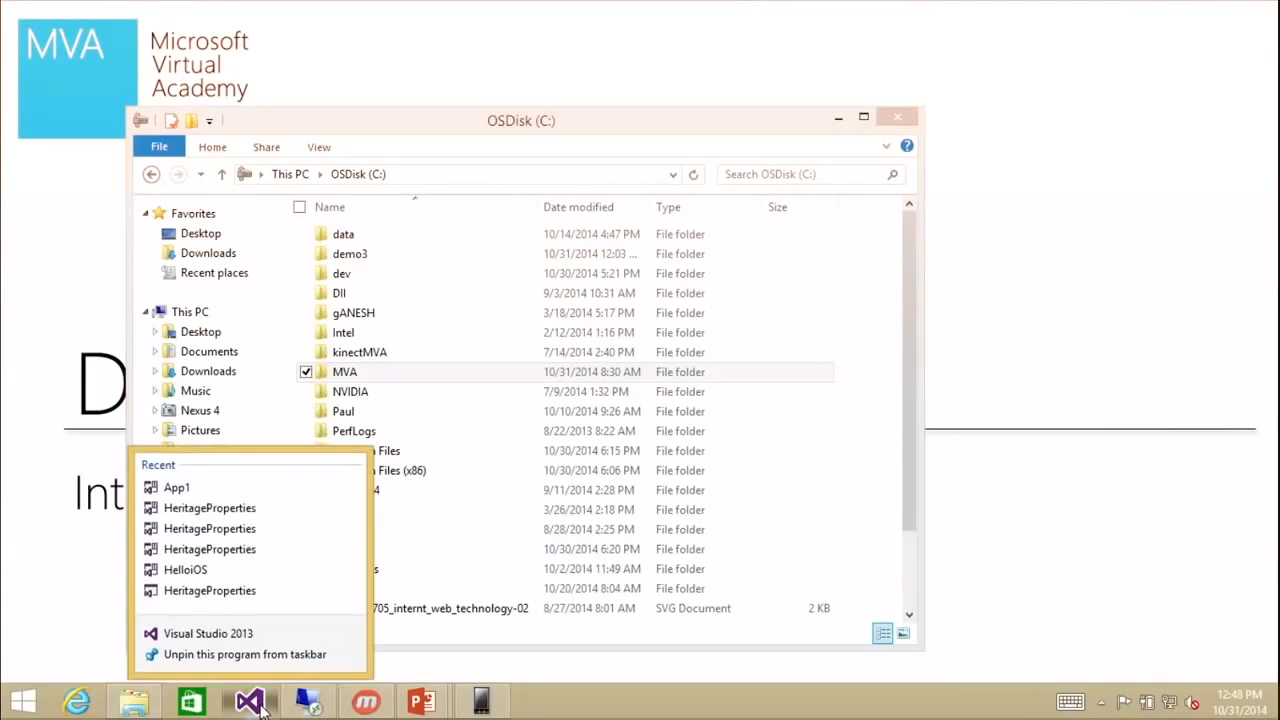 MVA
Microsoft
Virtual
Academy
OSDisk (C:)
File Home Share View
This PC OSDisk (C:)
Search OSDisk (C:)
Name Date modified Type Size
Favorites
Desktop
Downloads
Recent places
This PC
Desktop
Documents
Downloads
Music
Nexus 4
Pictures
data 10/14/2014 4:47 PM File folder
demo3 10/31/2014 12:03 ... File folder
dev 10/30/2014 5:21 PM File folder
Dll 9/3/2014 10:31 AM File folder
gANESH 3/18/2014 5:17 PM File folder
Intel 2/12/2014 1:16 PM File folder
kinectMVA 7/14/2014 2:40 PM File folder
MVA 10/31/2014 8:30 AM File folder
NVIDIA 7/9/2014 1:32 PM File folder
Paul 10/10/2014 9:26 AM File folder
PerfLogs 8/22/2013 8:22 AM File folder
Files 10/30/2014 6:15 PM File folder
Files (x86) 10/30/2014 6:06 PM File folder
4 9/11/2014 2:28 PM File folder
3/26/2014 2:18 PM File folder
8/28/2014 2:25 PM File folder
10/30/2014 6:20 PM File folder
s 10/2/2014 11:49 AM File folder
10/20/2014 8:04 AM File folder
705_internt_web_technology-02 8/27/2014 8:01 AM SVG Document 2 KB
D
Int
Recent
App1
HeritageProperties
HeritageProperties
HeritageProperties
HelloiOS
HeritageProperties
Visual Studio 2013
Unpin this program from taskbar
12:48 PM
10/31/2014